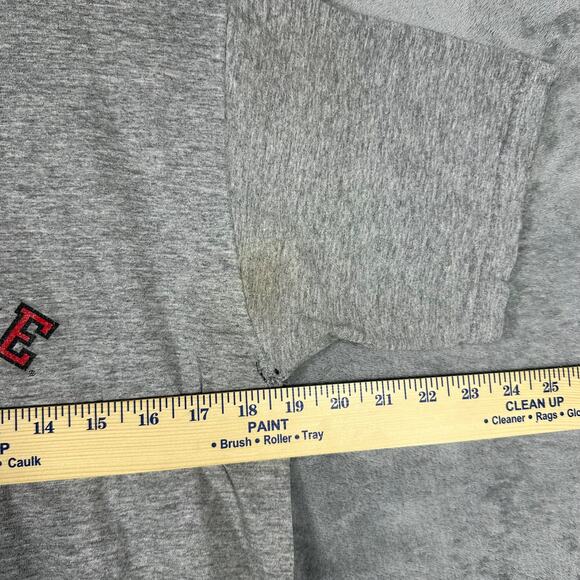 E
®
14 15 16 17 18 19 20 21 22 23 24 25
P PAINT CLEAN UP
• Caulk • Brush • Roller • Tray • Cleaner • Rags • Glo